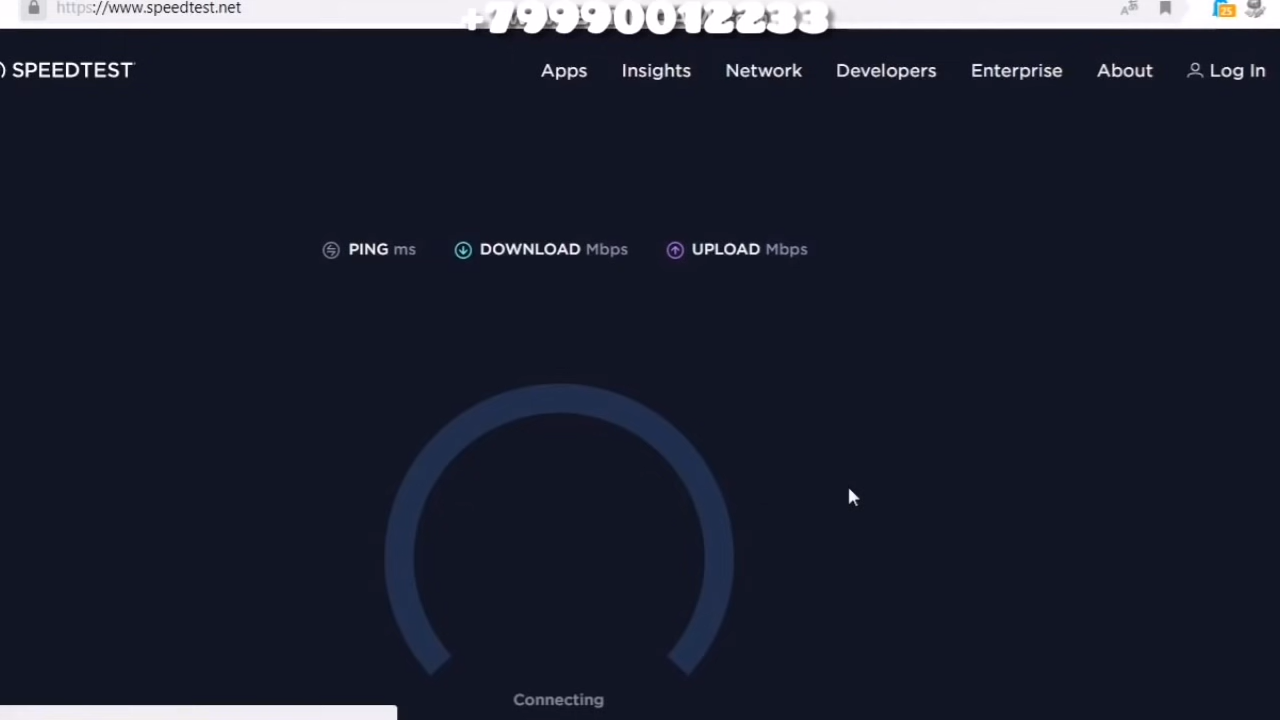 https://www.speedtest.net
+79990012233
SPEEDTEST
Apps Insights Network Developers Enterprise About Log In
PING ms DOWNLOAD Mbps UPLOAD Mbps
Connecting
25